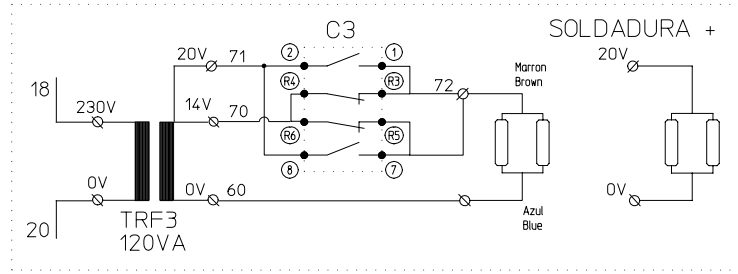 C3
SOLDADURA +
20V
71
2
1
20V
Marron
Brown
18
R4
R3
72
230V
14V
70
R6
R5
8
7
0V
0V
60
0V
20
TRF3
120VA
Azul
Blue